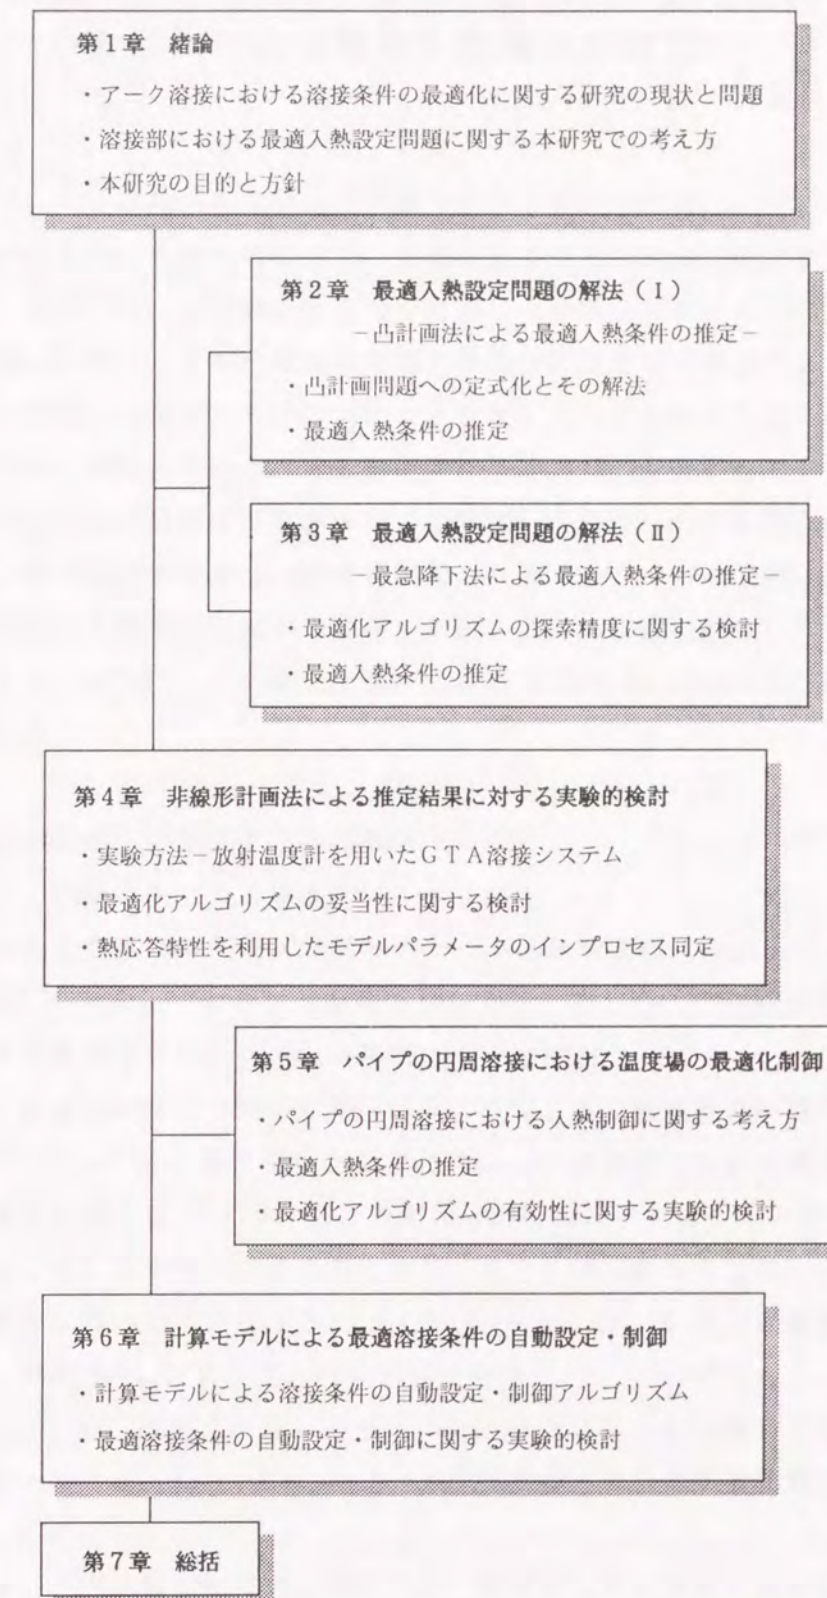 第1章　緒論
・アーク溶接における溶接条件の最適化に関する研究の現状と問題
・溶接部における最適入熱設定問題に関する本研究での考え方
・本研究の目的と方針
第2章　最適入熱設定問題の解法（Ⅰ）
－凸計画法による最適入熱条件の推定－
・凸計画問題への定式化とその解法
・最適入熱条件の推定
第3章　最適入熱設定問題の解法（Ⅱ）
－最急降下法による最適入熱条件の推定－
・最適化アルゴリズムの探索精度に関する検討
・最適入熱条件の推定
第4章　非線形計画法による推定結果に対する実験的検討
・実験方法－放射温度計を用いたＧＴＡ溶接システム
・最適化アルゴリズムの妥当性に関する検討
・熱応答特性を利用したモデルパラメータのインプロセス同定
第5章　パイプの円周溶接における温度場の最適化制御
・パイプの円周溶接における入熱制御に関する考え方
・最適入熱条件の推定
・最適化アルゴリズムの有効性に関する実験的検討
第6章　計算モデルによる最適溶接条件の自動設定・制御
・計算モデルによる溶接条件の自動設定・制御アルゴリズム
・最適溶接条件の自動設定・制御に関する実験的検討
第7章　総括